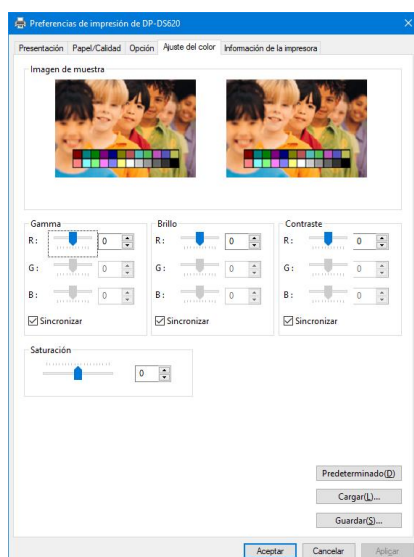 Preferencias de impresión de DP-DS620
Presentación Papel/Calidad Opción Ajuste del color Información de la impresora
Imagen de muestra
Gamma Brillo Contraste
R: 0 R: 0 R: 0
G: 0 G: 0 G: 0
B: 0 B: 0 B: 0
Sincronizar Sincronizar Sincronizar
Saturación
0
Predeterminado(D)
Cargar(L)...
Guardar(S)...
Aceptar Cancelar Aplicar